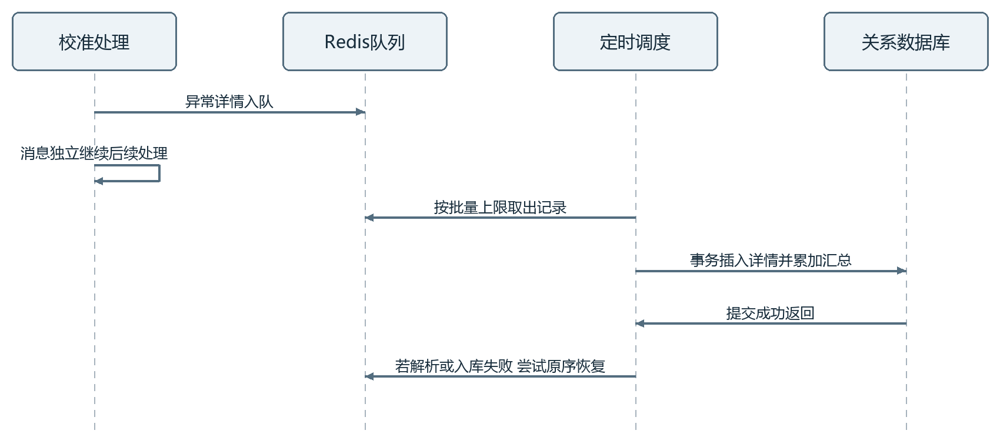 校准处理
Redis队列
定时调度
关系数据库
异常详情入队
消息独立继续后续处理
按批量上限取出记录
事务插入详情并累加汇总
提交成功返回
若解析或入库失败 尝试原序恢复